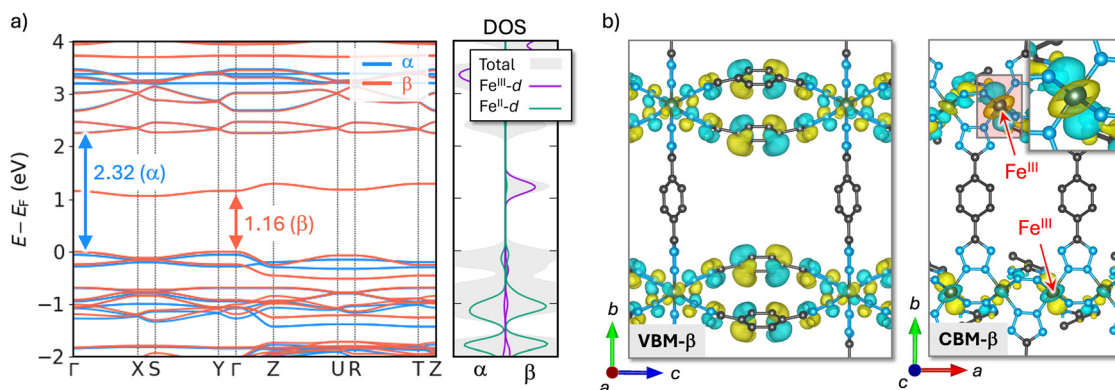 a)
4
3
2
1
0
−1
−2
E − E_F (eV)
α
β
2.32 (α)
1.16 (β)
Γ X S Y Γ Z U R T Z
DOS
Total
Feᴵᴵᴵ-d
Feᴵᴵ-d
α β
b)
VBM-β
b
a
c
Feᴵᴵᴵ
Feᴵᴵᴵ
CBM-β
b
c
a